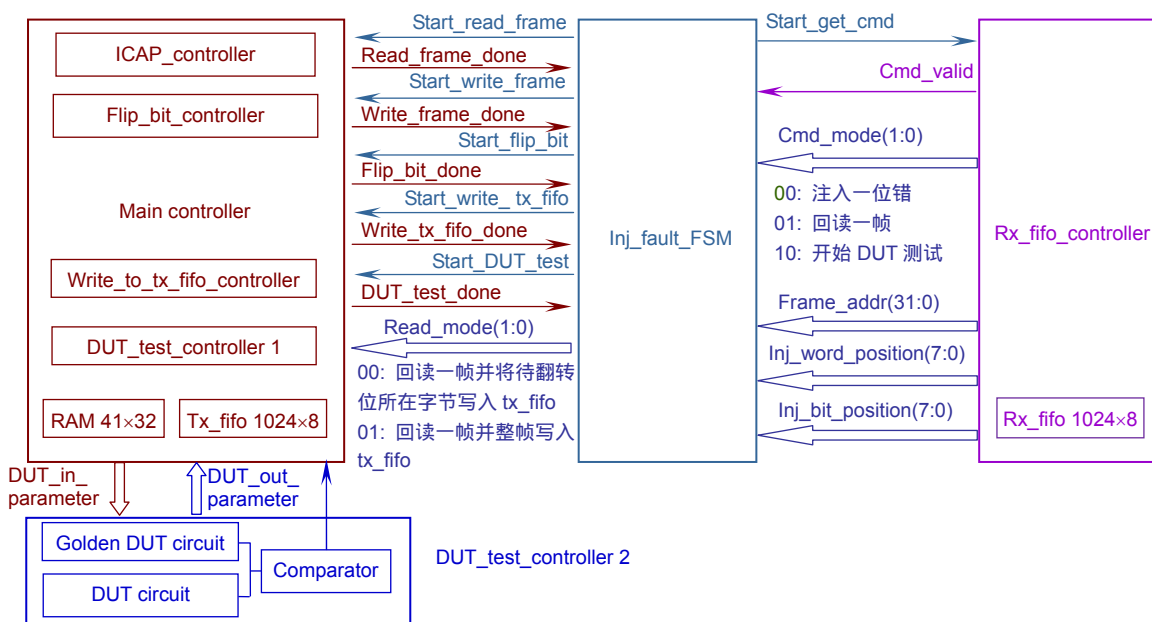 Start_read_frame
Start_get_cmd
ICAP_controller
Read_frame_done
Cmd_valid
Start_write_frame
Flip_bit_controller
Write_frame_done
Start_flip_bit
Cmd_mode(1:0)
Flip_bit_done
00: 注入一位错
Start_write_ tx_fifo
Main controller
01: 回读一帧
Write_tx_fifo_done
Inj_fault_FSM
Rx_fifo_controller
10: 开始 DUT 测试
Start_DUT_test
Write_to_tx_fifo_controller
DUT_test_done
Frame_addr(31:0)
Read_mode(1:0)
DUT_test_controller 1
Inj_word_position(7:0)
00: 回读一帧并将待翻转
位所在字节写入 tx_fifo
Inj_bit_position(7:0)
RAM 41×32
Tx_fifo 1024×8
Rx_fifo 1024×8
01: 回读一帧并整帧写入
tx_fifo
DUT_in_
parameter
DUT_out_
parameter
Golden DUT circuit
DUT_test_controller 2
Comparator
DUT circuit